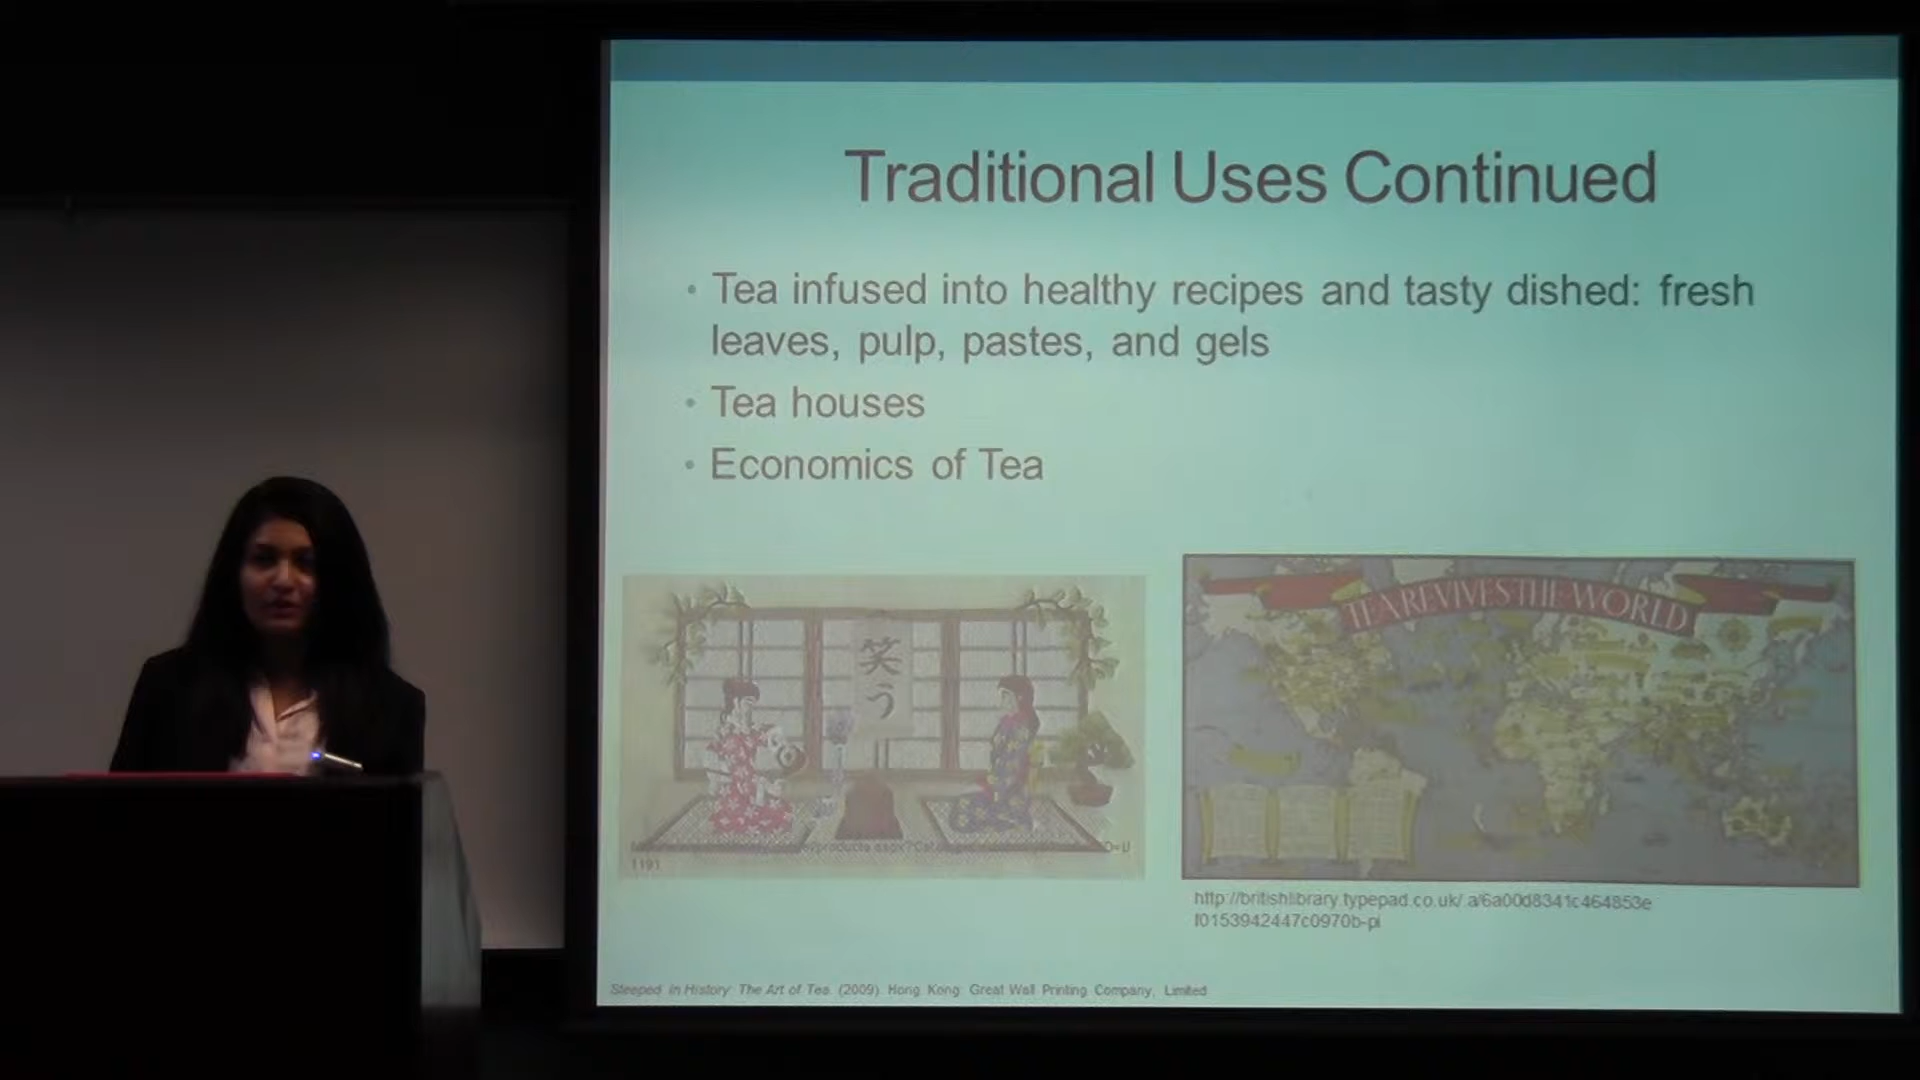 Traditional Uses Continued
• Tea infused into healthy recipes and tasty dished: fresh
leaves, pulp, pastes, and gels
• Tea houses
• Economics of Tea
笑
う
1191
TEA REVIVES THE WORLD
http://britishlibrary.typepad.co.uk/.a/6a00d8341c464853e
f0153942447c0970b-pi
Steeped in History: The Art of Tea. (2009). Hong Kong: Great Wall Printing Company, Limited